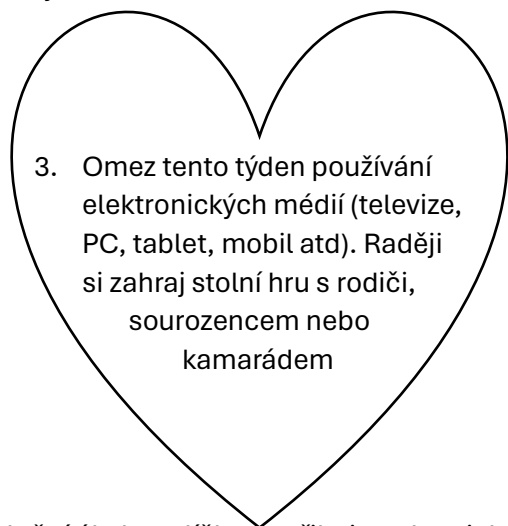 3. Omez tento týden používání
elektronických médií (televize,
PC, tablet, mobil atd). Raději
si zahraj stolní hru s rodiči,
sourozencem nebo
kamarádem